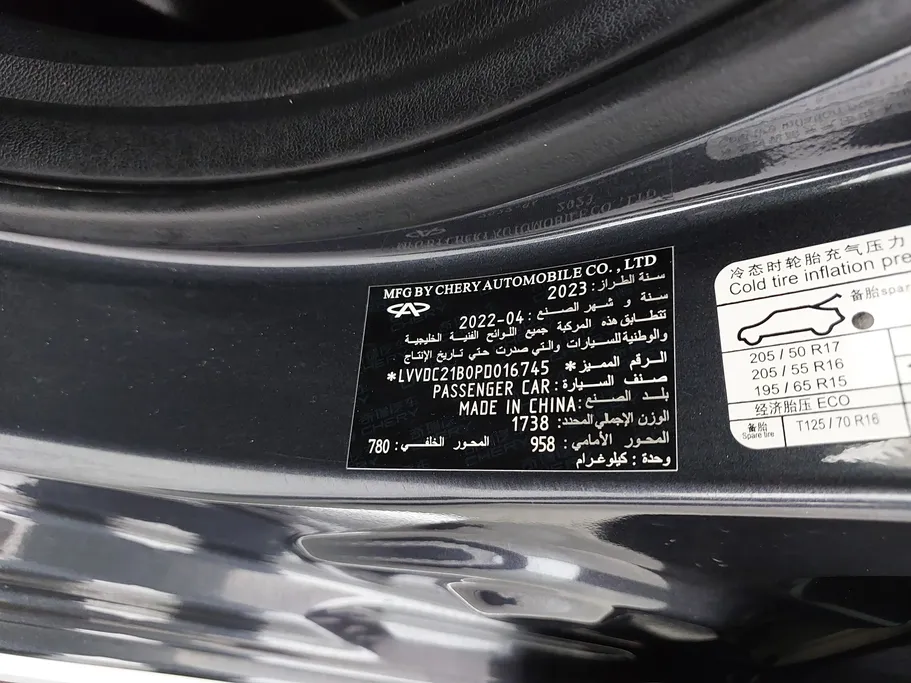 MFG BY CHERY AUTOMOBILE CO., LTD
سنة الطراز: 2023
سنة و شهر الصنع: 2022-04
تتطابق هذه المركبة جميع اللوائح الفنية الخليجية
والوطنية للسيارات والتي صدرت حتى تاريخ الإنتاج
الرقم المميز: *LVVDC21B0PD016745*
صنف السيارة: PASSENGER CAR
بلد الصنع: MADE IN CHINA
الوزن الإجمالي المحدد: 1738
المحور الأمامي: 958 المحور الخلفي: 780
وحدة: كيلوغرام
冷态时轮胎充气压力
Cold tire inflation pre
备胎spar
205 / 50 R17
205 / 55 R16
195 / 65 R15
经济胎压 ECO
备胎 T125 / 70 R16
Spare tire